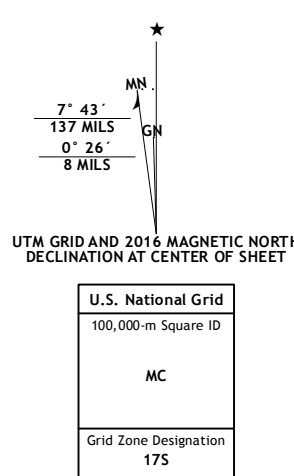 ★
MN
7° 43´
137 MILS
GN
0° 26´
8 MILS
UTM GRID AND 2016 MAGNETIC NORTH
DECLINATION AT CENTER OF SHEET
U.S. National Grid
100,000-m Square ID
MC
Grid Zone Designation
17S